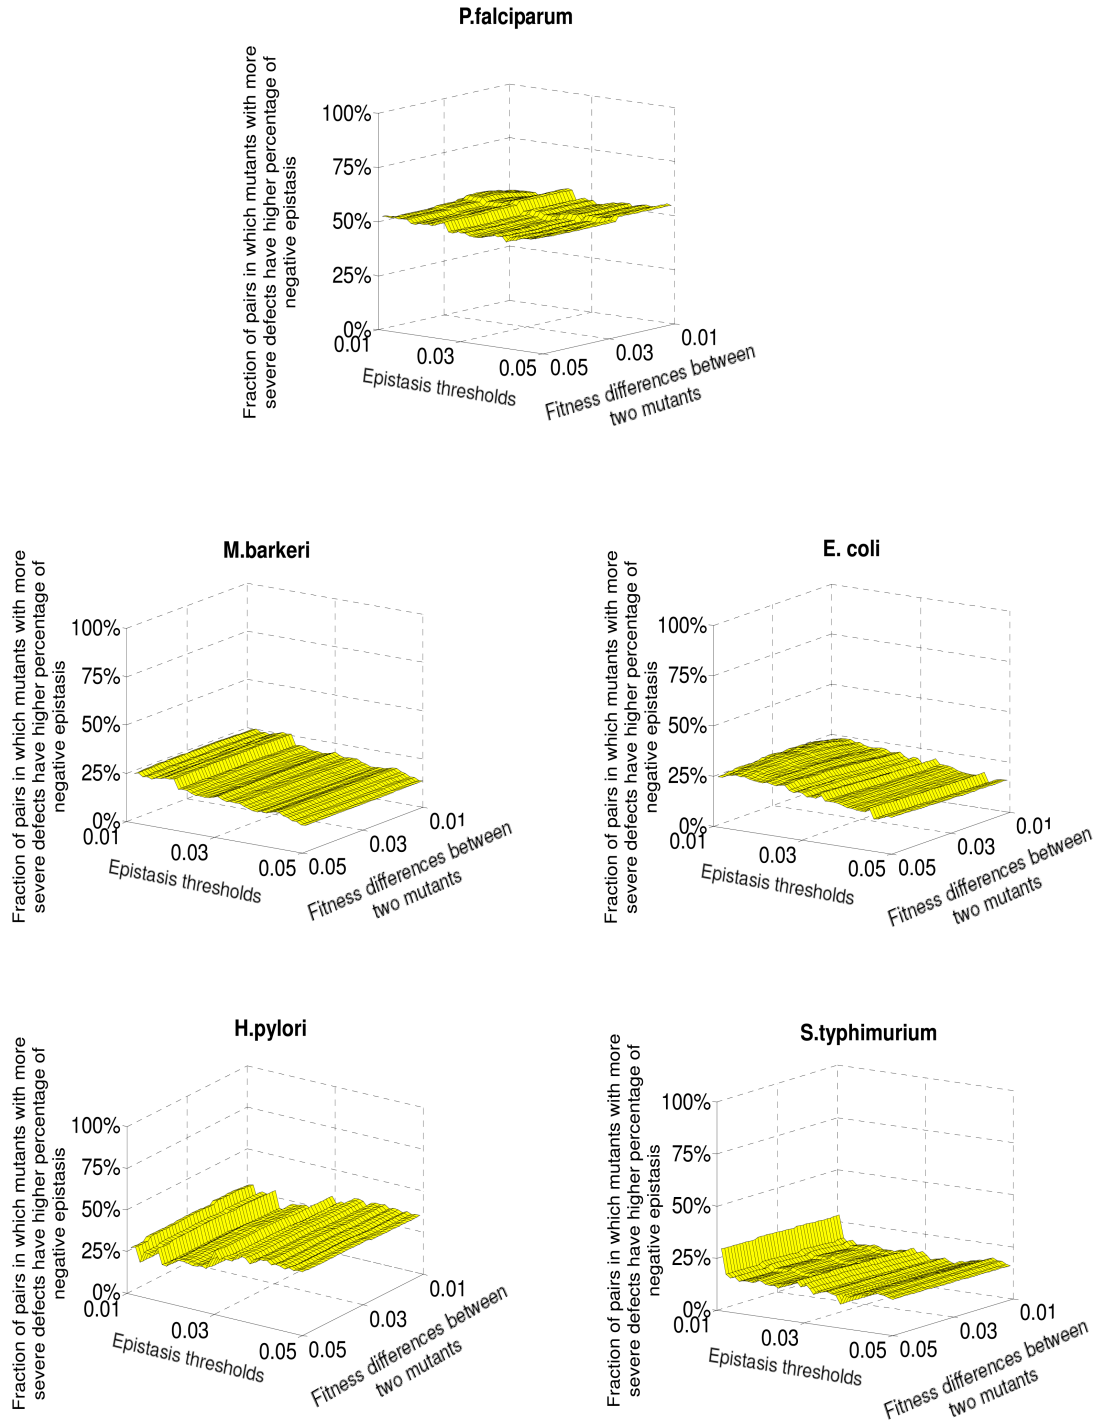 P.falciparum
Fraction of pairs in which mutants with more
severe defects have higher percentage of
negative epistasis
100%
75%
50%
25%
0%
0.01
0.03
0.05
Epistasis thresholds
0.05
0.03
0.01
Fitness differences between
two mutants
M.barkeri
Fraction of pairs in which mutants with more
severe defects have higher percentage of
negative epistasis
100%
75%
50%
25%
0%
0.01
0.03
0.05
Epistasis thresholds
0.05
0.03
0.01
Fitness differences between
two mutants
E. coli
Fraction of pairs in which mutants with more
severe defects have higher percentage of
negative epistasis
100%
75%
50%
25%
0%
0.01
0.03
0.05
Epistasis thresholds
0.05
0.03
0.01
Fitness differences between
two mutants
H.pylori
Fraction of pairs in which mutants with more
severe defects have higher percentage of
negative epistasis
100%
75%
50%
25%
0%
0.01
0.03
0.05
Epistasis thresholds
0.05
0.03
0.01
Fitness differences between
two mutants
S.typhimurium
Fraction of pairs in which mutants with more
severe defects have higher percentage of
negative epistasis
100%
75%
50%
25%
0%
0.01
0.03
0.05
Epistasis thresholds
0.05
0.03
0.01
Fitness differences between
two mutants